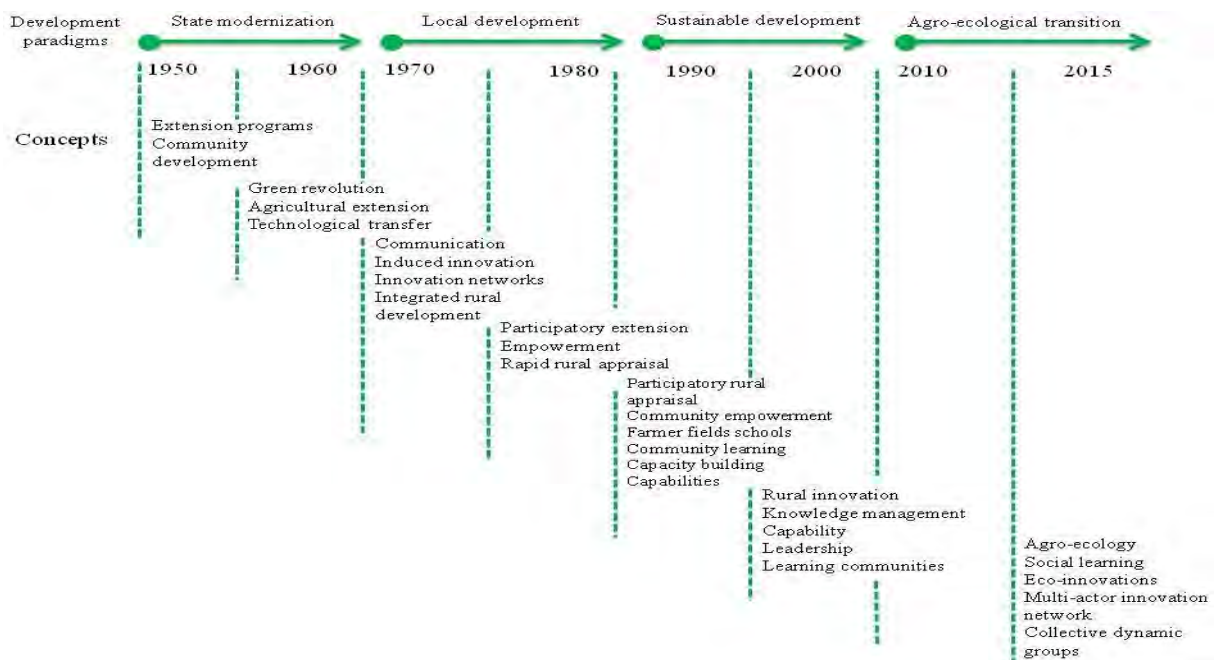 Development
paradigms
State modernization
Local development
Sustainable development
Agro-ecological transition
1950
1960
1970
1980
1990
2000
2010
2015
Concepts
Extension programs
Community
development
Green revolution
Agricultural extension
Technological transfer
Communication
Induced innovation
Innovation networks
Integrated rural
development
Participatory extension
Empowerment
Rapid rural appraisal
Participatory rural
appraisal
Community empowerment
Farmer fields schools
Community learning
Capacity building
Capabilities
Rural innovation
Knowledge management
Capability
Leadership
Learning communities
Agro-ecology
Social learning
Eco-innovations
Multi-actor innovation
network
Collective dynamic
groups